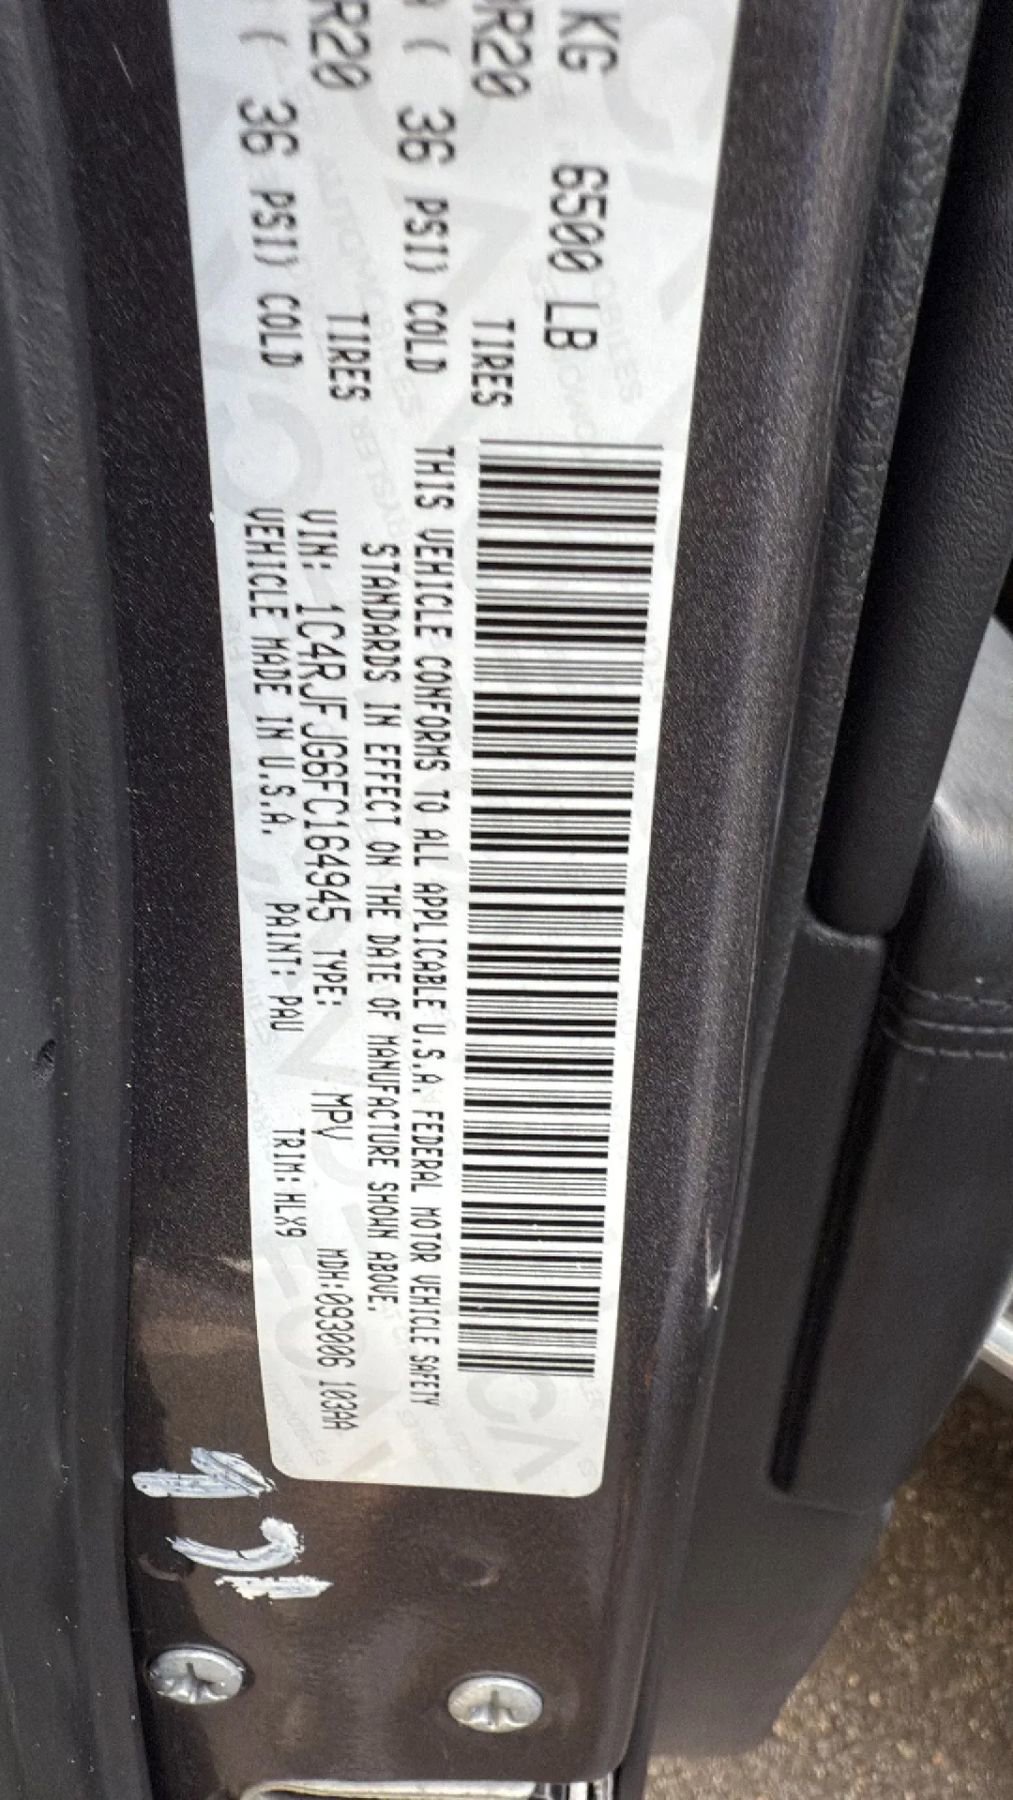 KG 6500 LB
R20 TIRES
( 36 PSI) COLD
R20 TIRES
( 36 PSI) COLD
THIS VEHICLE CONFORMS TO ALL APPLICABLE U.S.A. FEDERAL MOTOR VEHICLE SAFETY
STANDARDS IN EFFECT ON THE DATE OF MANUFACTURE SHOWN ABOVE.
VIN: 1C4RJFJG6FC164945 TYPE: MPV MDH:093006 103AA
VEHICLE MADE IN U.S.A. PAINT: PAU TRIM: HLX9